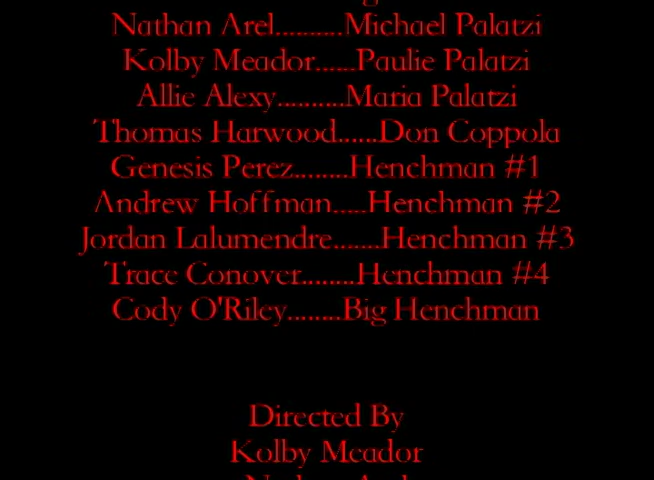 Nathan Arel..........Michael Palatzi
Kolby Meador......Paulie Palatzi
Allie Alexy..........Maria Palatzi
Thomas Harwood......Don Coppola
Genesis Perez........Henchman #1
Andrew Hoffman.....Henchman #2
Jordan Lalumendre.......Henchman #3
Trace Conover........Henchman #4
Cody O'Riley........Big Henchman
Directed By
Kolby Meador